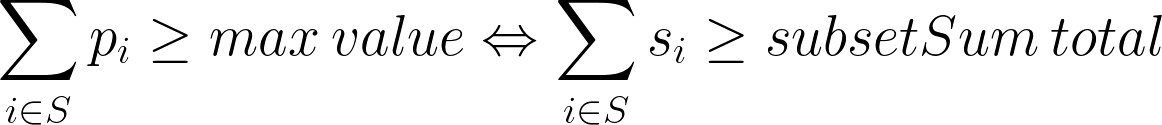 ∑_{i∈S} p_i ≥ max value ⇔ ∑_{i∈S} s_i ≥ subsetSum total